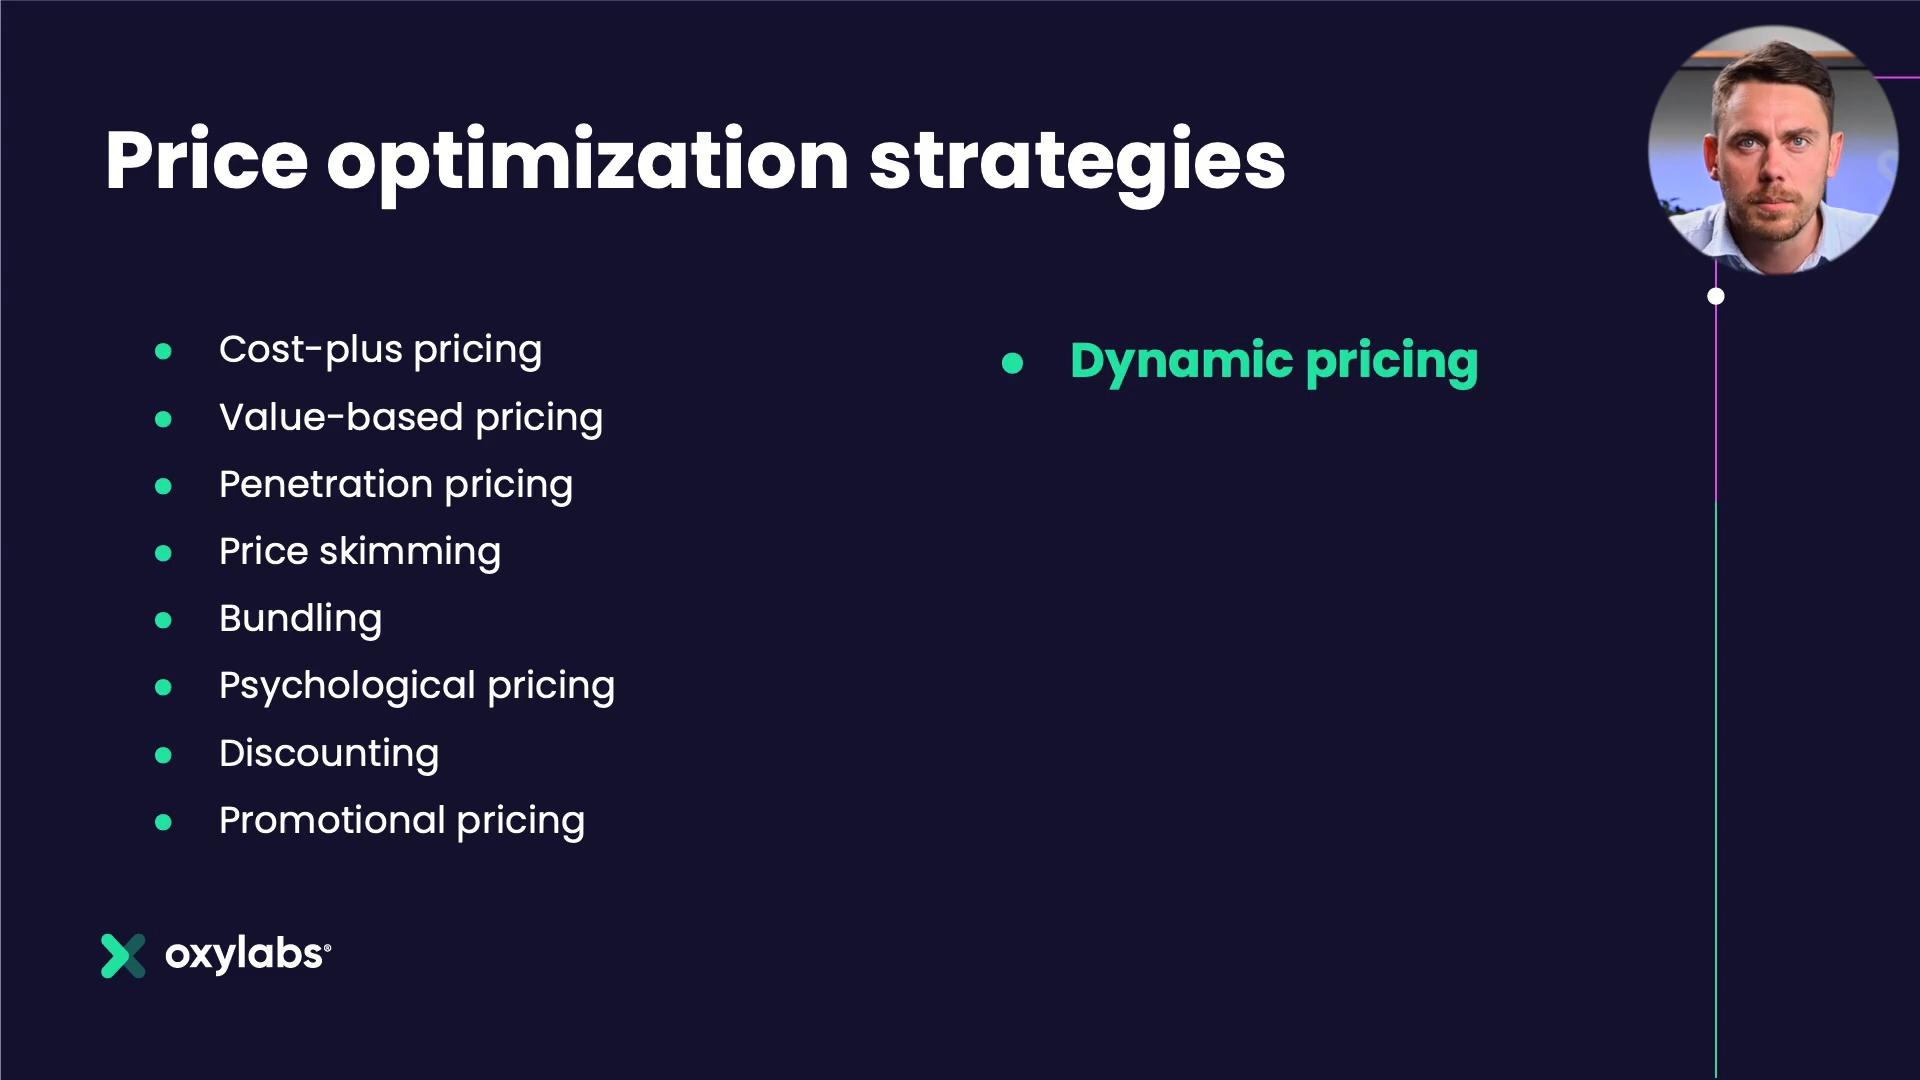 Price optimization strategies
Cost-plus pricing
Value-based pricing
Penetration pricing
Price skimming
Bundling
Psychological pricing
Discounting
Promotional pricing
Dynamic pricing
oxylabs®